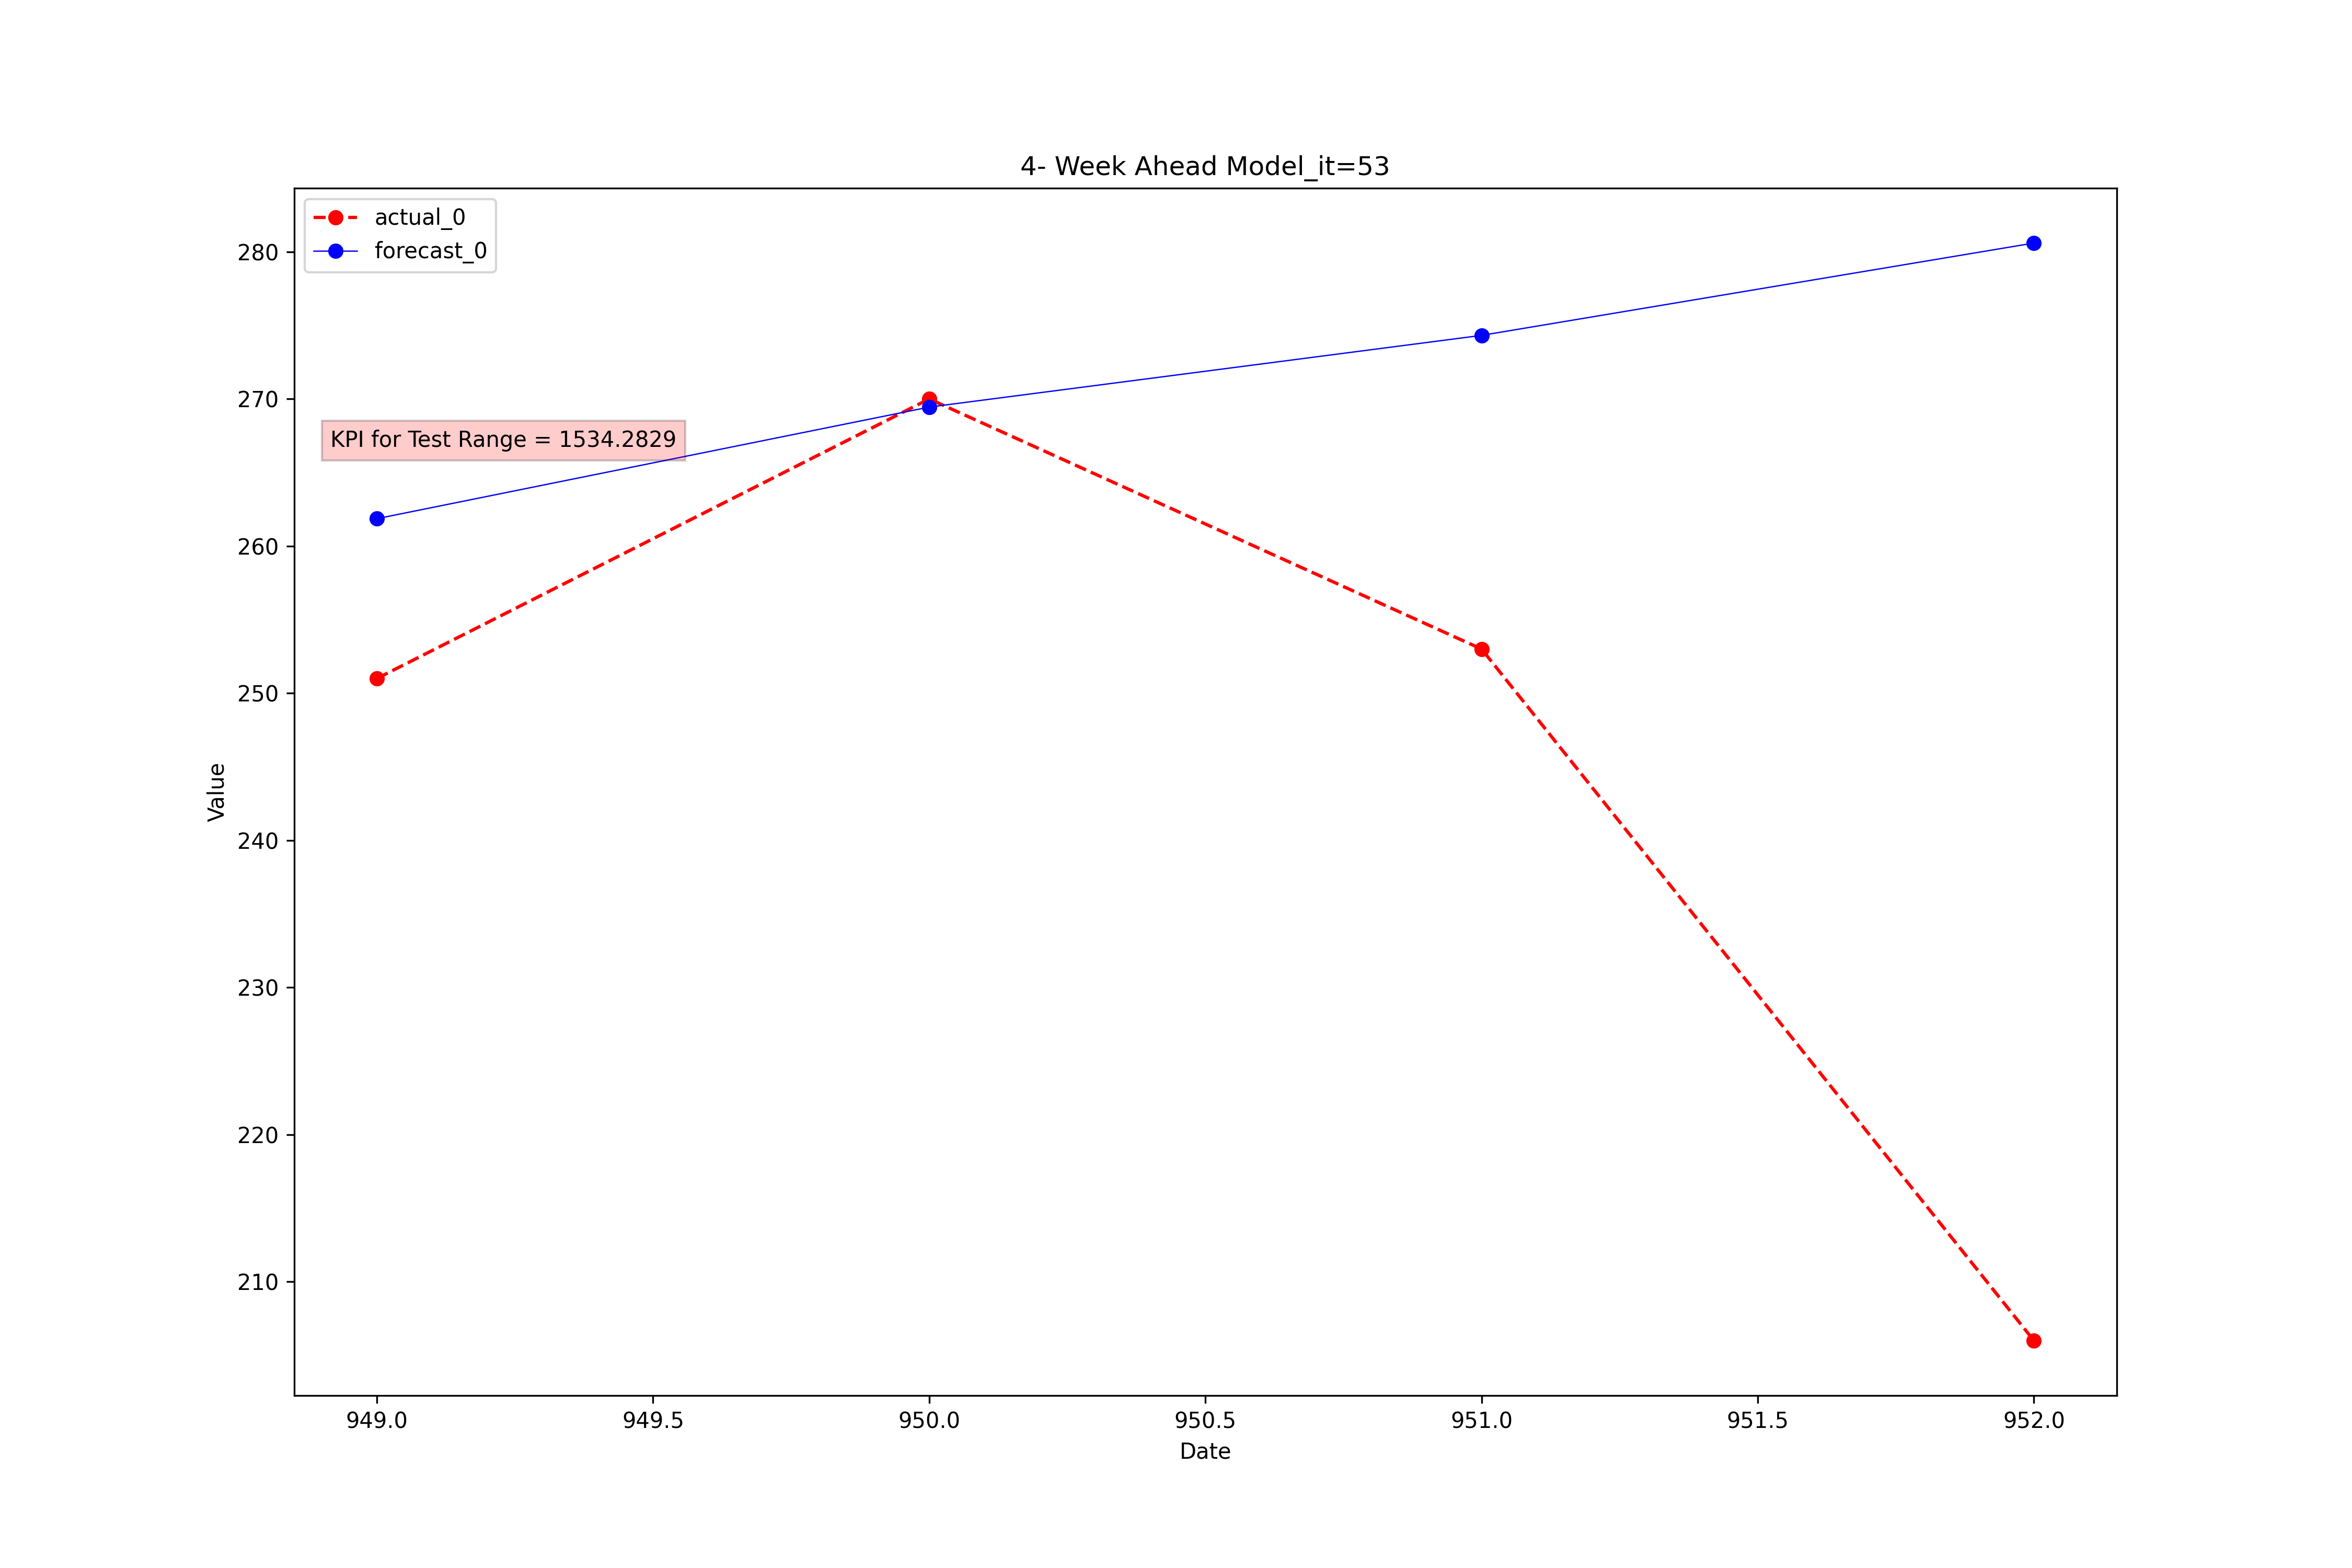 4- Week Ahead Model_it=53
actual_0
forecast_0
KPI for Test Range = 1534.2829
Value
280
270
260
250
240
230
220
210
949.0 949.5 950.0 950.5 951.0 951.5 952.0
Date